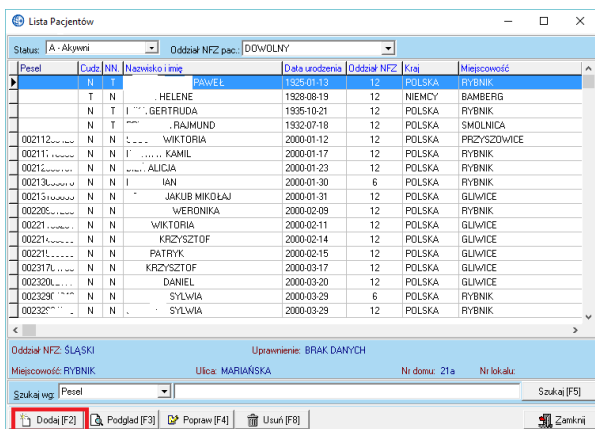 Lista Pacjentów
Status: A - Akywni Oddział NFZ pac.: DOWOLNY
Pesel Cudz. NN. Nazwisko i imię Data urodzenia Oddział NFZ Kraj Miejscowość
N T PAWEŁ 1925-01-13 12 POLSKA RYBNIK
T N . HELENE 1928-08-19 12 NIEMCY BAMBERG
N T GERTRUDA 1935-10-21 12 POLSKA RYBNIK
N T RAJMUND 1932-07-18 12 POLSKA SMOLNICA
N N WIKTORIA 2000-01-12 12 POLSKA PRZYSZOWICE
N N KAMIL 2000-01-17 12 POLSKA RYBNIK
N N ALICJA 2000-01-23 12 POLSKA RYBNIK
N N JAN 2000-01-30 6 POLSKA RYBNIK
N N JAKUB MIKOŁAJ 2000-01-31 12 POLSKA GLIWICE
N N WERONIKA 2000-02-09 12 POLSKA RYBNIK
N N WIKTORIA 2000-02-11 12 POLSKA GLIWICE
N N KRZYSZTOF 2000-02-14 12 POLSKA GLIWICE
N N PATRYK 2000-02-15 12 POLSKA GLIWICE
N N KRZYSZTOF 2000-03-17 12 POLSKA GLIWICE
N N DANIEL 2000-03-20 12 POLSKA GLIWICE
N N SYLWIA 2000-03-29 6 POLSKA RYBNIK
N N SYLWIA 2000-03-29 12 POLSKA RYBNIK
Oddział NFZ: ŚLĄSKI Uprawnienie: BRAK DANYCH
Miejscowość: RYBNIK Ulica: MARIAŃSKA Nr domu: 21a Nr lokalu:
Szukaj wg: Pesel Szukaj [F5]
Dodaj [F2] Podgląd [F3] Popraw [F4] Usuń [F8] Zamknij